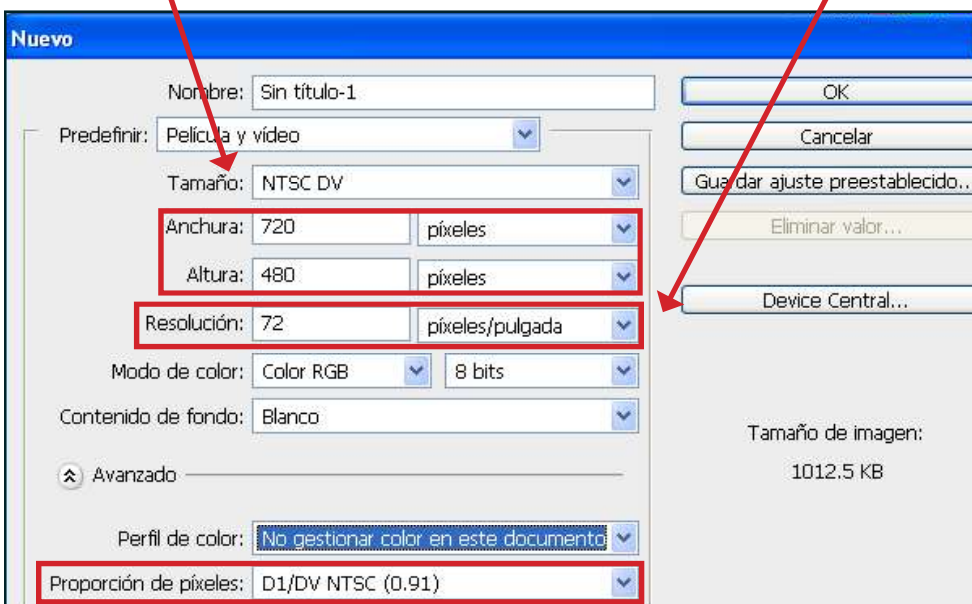 Nuevo
Nombre: Sin título-1
OK
Predefinir: Película y vídeo
Cancelar
Tamaño: NTSC DV
Guardar ajuste preestablecido...
Anchura: 720 píxeles
Eliminar valor...
Altura: 480 píxeles
Device Central...
Resolución: 72 píxeles/pulgada
Modo de color: Color RGB 8 bits
Contenido de fondo: Blanco
Tamaño de imagen:
1012.5 KB
Avanzado
Perfil de color: No gestionar color en este documento
Proporción de píxeles: D1/DV NTSC (0.91)